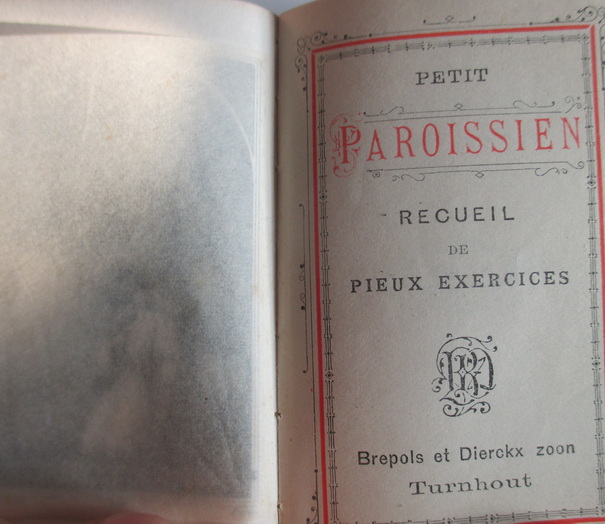 PETIT
PAROISSIEN
RECUEIL
DE
PIEUX EXERCICES
Brepols et Dierckx zoon
Turnhout